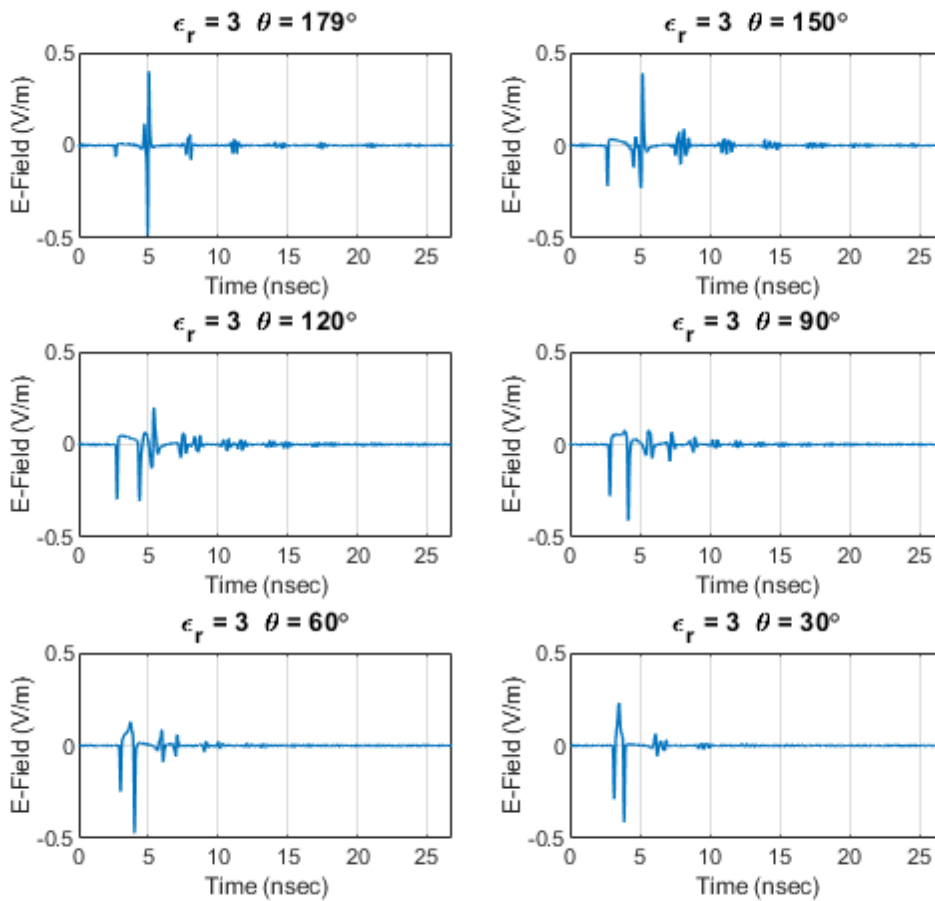 ϵr = 3 θ = 179°
0.5
0
-0.5
E-Field (V/m)
0 5 10 15 20 25
Time (nsec)
ϵr = 3 θ = 150°
0.5
0
-0.5
E-Field (V/m)
0 5 10 15 20 25
Time (nsec)
ϵr = 3 θ = 120°
0.5
0
-0.5
E-Field (V/m)
0 5 10 15 20 25
Time (nsec)
ϵr = 3 θ = 90°
0.5
0
-0.5
E-Field (V/m)
0 5 10 15 20 25
Time (nsec)
ϵr = 3 θ = 60°
0.5
0
-0.5
E-Field (V/m)
0 5 10 15 20 25
Time (nsec)
ϵr = 3 θ = 30°
0.5
0
-0.5
E-Field (V/m)
0 5 10 15 20 25
Time (nsec)